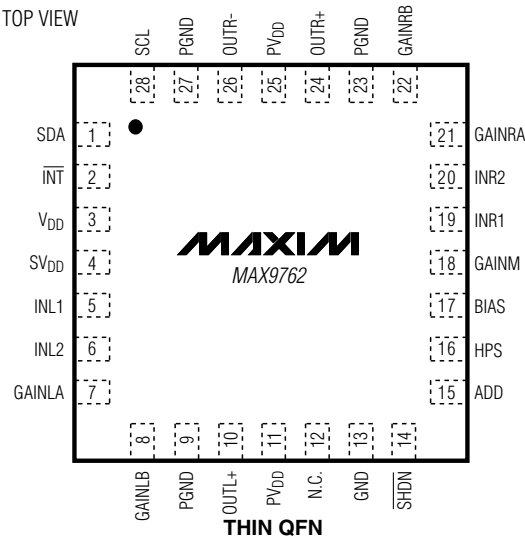 TOP VIEW
SCL
PGND
OUTR-
PVDD
OUTR+
PGND
GAINRB
28
27
26
25
24
23
22
SDA 1
INT 2
VDD 3
SVDD 4
INL1 5
INL2 6
GAINLA 7
MAXIM
MAX9762
21 GAINRA
20 INR2
19 INR1
18 GAINM
17 BIAS
16 HPS
15 ADD
8
9
10
11
12
13
14
GAINLB
PGND
OUTL+
PVDD
N.C.
GND
SHDN
THIN QFN